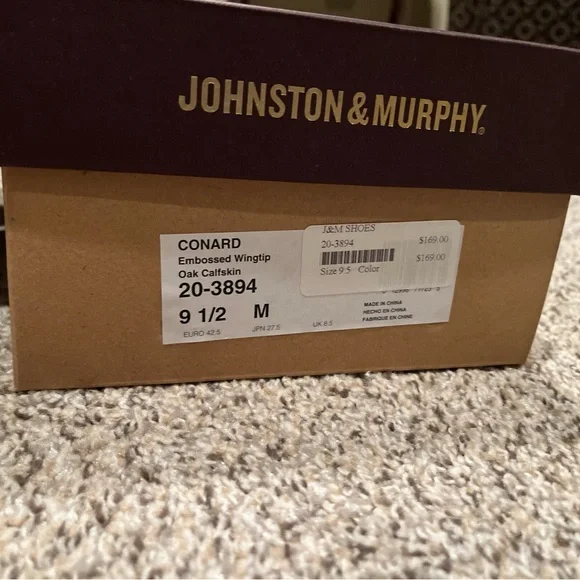 JOHNSTON & MURPHY®
CONARD
Embossed Wingtip
Oak Calfskin
20-3894
9 1/2 M
EURO 42.5 JPN 27.5 UK 8.5
J&M SHOES
20-3894 $169.00
$169.00
Size 9.5 Color
MADE IN CHINA
HECHO EN CHINA
FABRIQUE EN CHINE